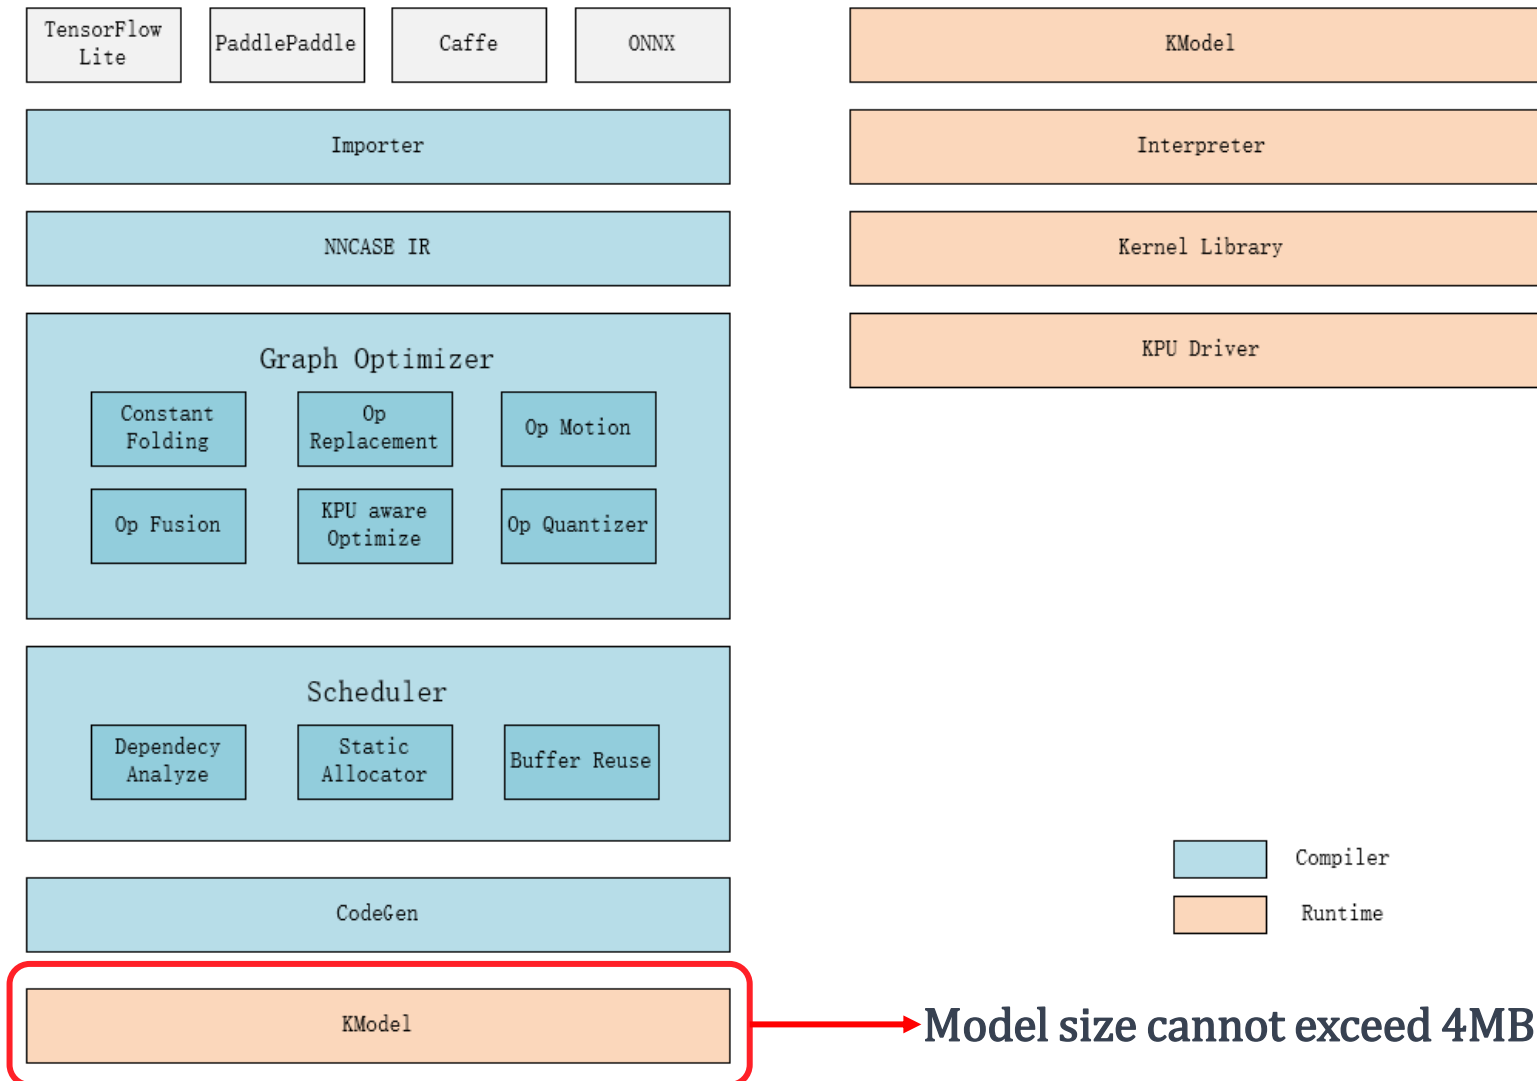 TensorFlow
Lite
PaddlePaddle
Caffe
ONNX
Importer
NNCASE IR
Graph Optimizer
Constant
Folding
Op
Replacement
Op Motion
Op Fusion
KPU aware
Optimize
Op Quantizer
Scheduler
Dependecy
Analyze
Static
Allocator
Buffer Reuse
CodeGen
KModel
KModel
Interpreter
Kernel Library
KPU Driver
Compiler
Runtime
Model size cannot exceed 4MB